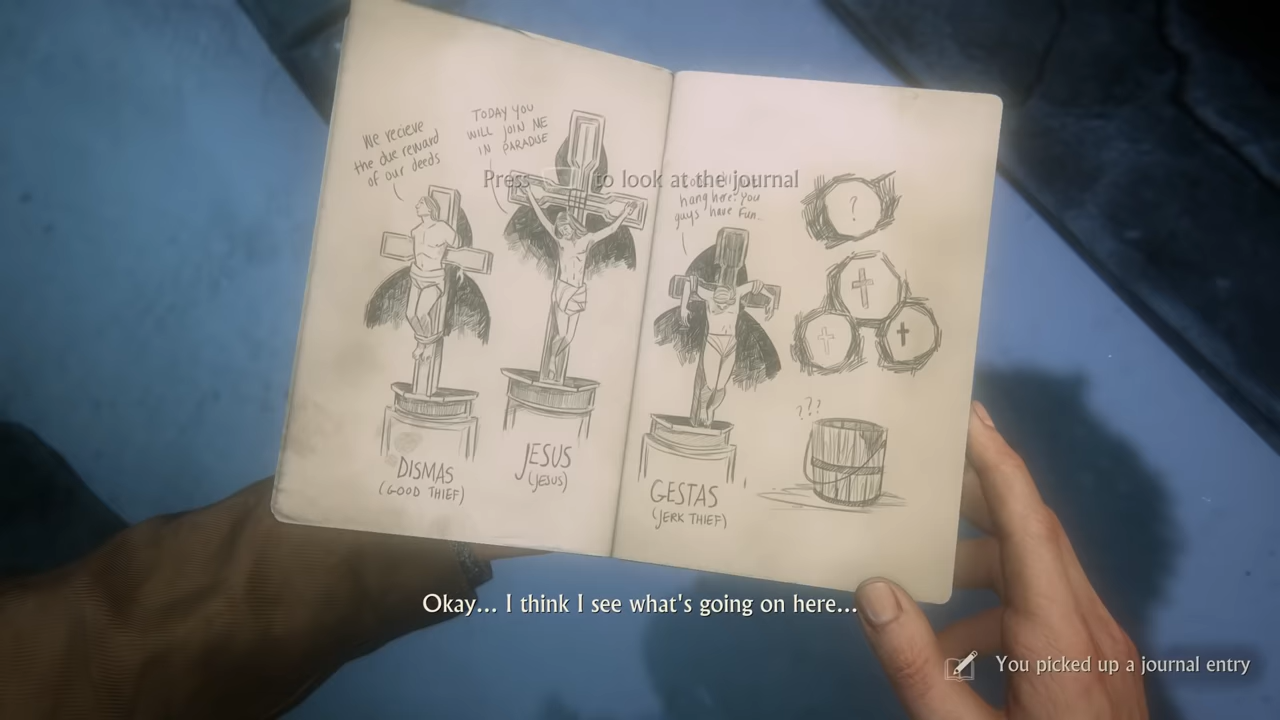 We recieve
the due reward
of our deeds
TODAY YOU
WILL JOIN ME
IN PARADISE
Press to look at the journal
hang here. You
guys have fun..
?
???
DISMAS
(GOOD THIEF)
JESUS
(JESUS)
GESTAS
(JERK THIEF)
Okay... I think I see what's going on here...
You picked up a journal entry